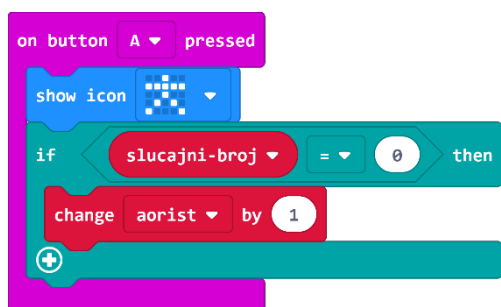 on button A pressed
show icon
if slucajni-broj = 0 then
change aorist by 1